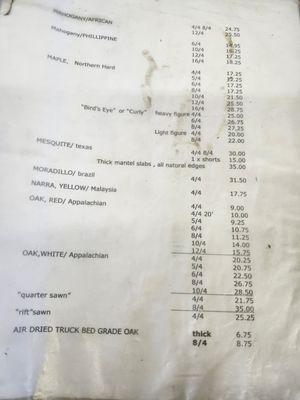 MAHOGANY/AFRICAN 4/4 8/4 24.75
12/4 25.50
Mahogany/PHILLIPPINE
6/4 14.95
10/4 16.25
12/4 17.25
16/4 18.25
MAPLE, Northern Hard
4/4 17.25
5/4 17.25
6/4 17.25
8/4 17.25
10/4 21.50
12/4 25.50
16/4 28.75
"Bind's Eye" or "Curly" heavy figure 4/4 25.00
6/4 26.75
8/4 27.25
Light figure 4/4 20.00
8/4 22.00
MESQUITE/ texas
4/4 8/4 30.00
1 x shorts 15.00
Thick mantel slabs , all natural edges 35.00
MORADILLO/ brazil
4/4 31.50
NARRA, YELLOW/ Malaysia
4/4 17.75
OAK, RED/ Appalachian
4/4 9.00
4/4 20' 10.00
5/4 9.25
6/4 10.75
8/4 11.25
10/4 14.00
12/4 15.75
OAK,WHITE/ Appalachian
4/4 20.25
5/4 20.75
6/4 22.50
8/4 26.75
10/4 28.50
"quarter sawn" 4/4 21.75
8/4 35.00
"rift"sawn 4/4 25.25
AIR DRIED TRUCK BED GRADE OAK thick 6.75
8/4 8.75